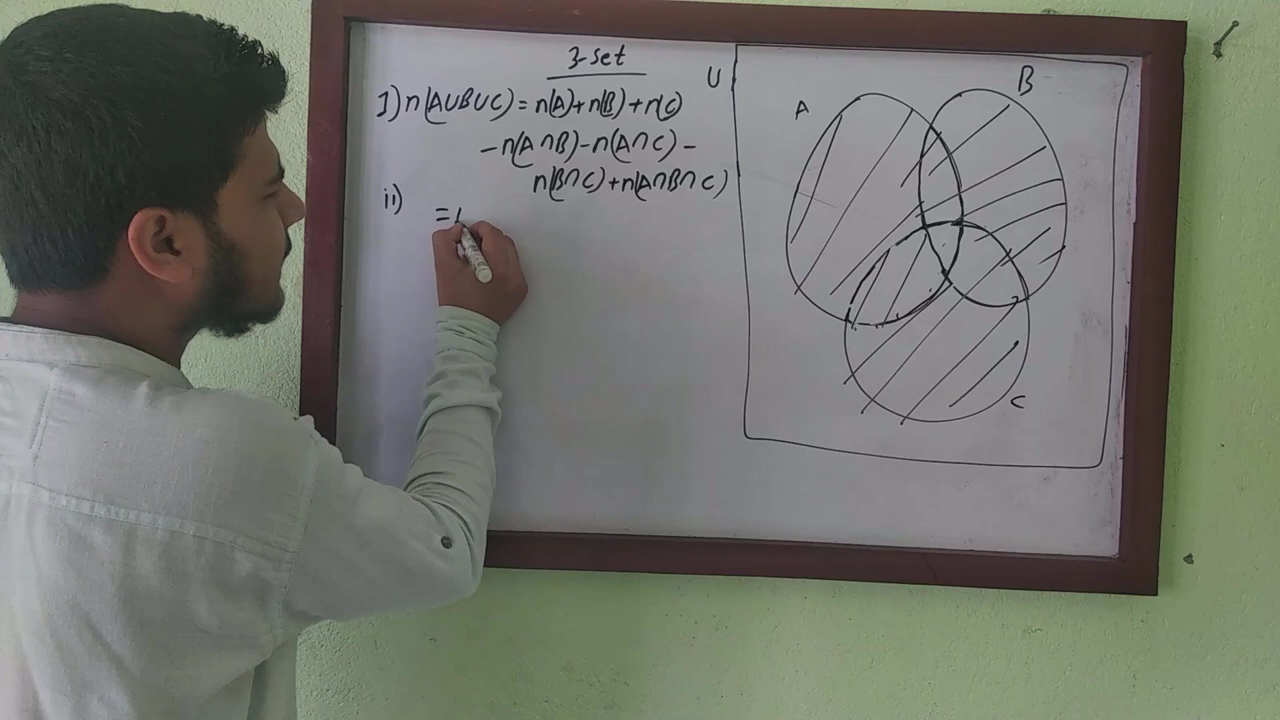 3-set
I) n(A∪B∪C) = n(A)+n(B)+n(C)
-n(A∩B)-n(A∩C)-
n(B∩C)+n(A∩B∩C)
ii)
=
U
A
B
C